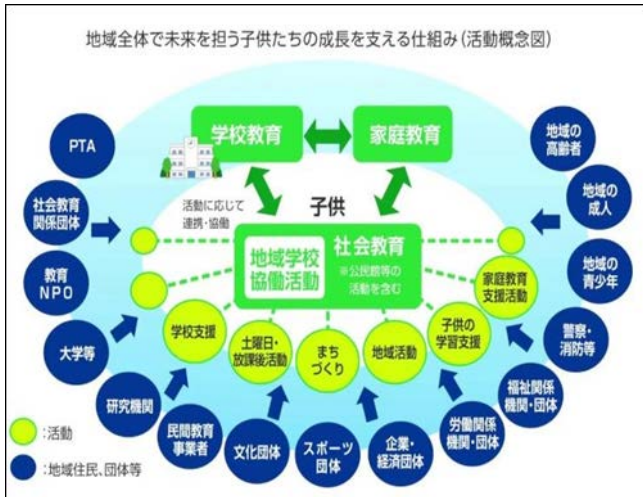 地域全体で未来を担う子供たちの成長を支える仕組み(活動概念図)
学校教育
家庭教育
PTA
地域の
高齢者
社会教育
関係団体
活動に応じて
連携・協働
子供
地域の
成人
地域学校
協働活動
社会教育
※公民館等の
活動を含む
教育
NPO
家庭教育
支援活動
地域の
青少年
大学等
学校支援
土曜日・
放課後活動
まち
づくり
地域活動
子供の
学習支援
警察・
消防等
研究機関
民間教育
事業者
文化団体
スポーツ
団体
企業・
経済団体
労働関係
機関・団体
福祉関係
機関・団体
:活動
:地域住民、団体等